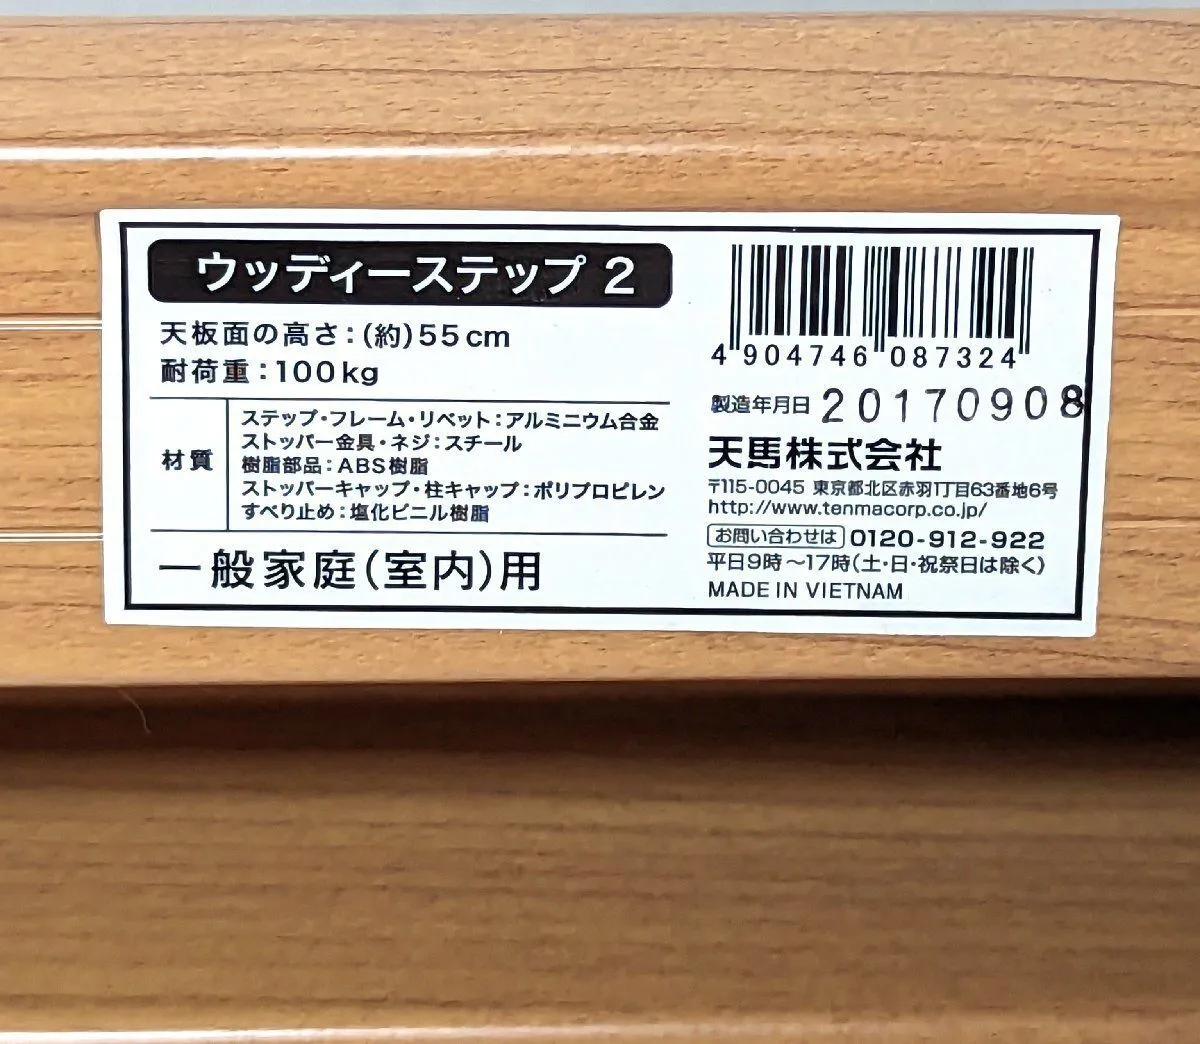 ウッディーステップ 2
天板面の高さ:(約)55cm
耐荷重:100kg
材質
ステップ・フレーム・リベット:アルミニウム合金
ストッパー金具・ネジ:スチール
樹脂部品:ABS樹脂
ストッパーキャップ・柱キャップ:ポリプロピレン
すべり止め:塩化ビニル樹脂
一般家庭(室内)用
4 904746 087324
製造年月日 20170908
天馬株式会社
〒115-0045 東京都北区赤羽1丁目63番地6号
http://www.tenmacorp.co.jp/
お問い合わせは 0120-912-922
平日9時～17時(土・日・祝祭日は除く)
MADE IN VIETNAM